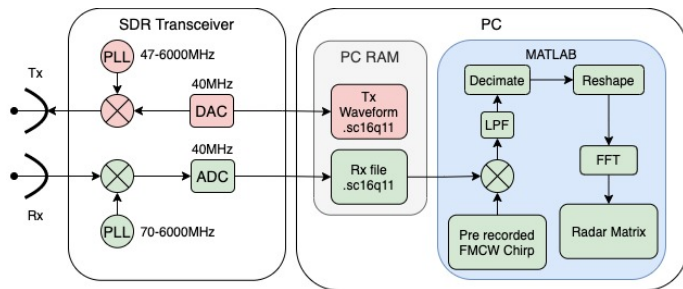 SDR Transceiver
PC
PLL
47-6000MHz
Tx
40MHz
DAC
PC RAM
Tx
Waveform
.sc16q11
MATLAB
Decimate
Reshape
LPF
FFT
40MHz
ADC
Rx file
.sc16q11
Rx
PLL
70-6000MHz
Pre recorded
FMCW Chirp
Radar Matrix